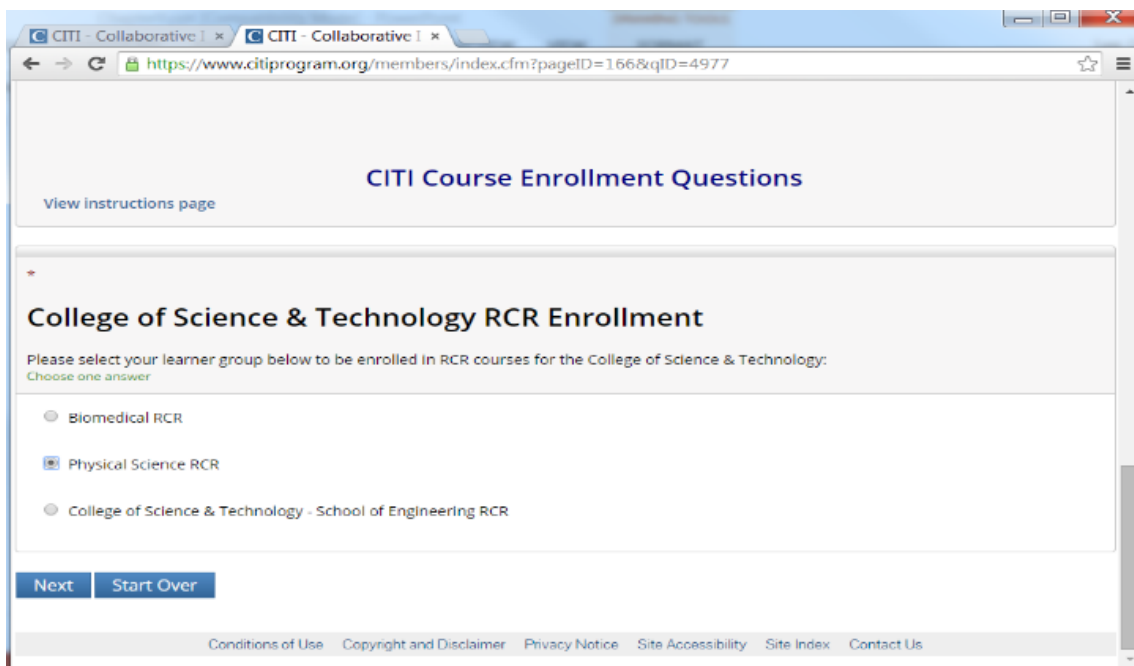 CITI - Collaborative I
CITI - Collaborative I
https://www.citiprogram.org/members/index.cfm?pageID=166&qID=4977
CITI Course Enrollment Questions
View instructions page
*
College of Science & Technology RCR Enrollment
Please select your learner group below to be enrolled in RCR courses for the College of Science & Technology:
Choose one answer
Biomedical RCR
Physical Science RCR
College of Science & Technology - School of Engineering RCR
Next Start Over
Conditions of Use Copyright and Disclaimer Privacy Notice Site Accessibility Site Index Contact Us